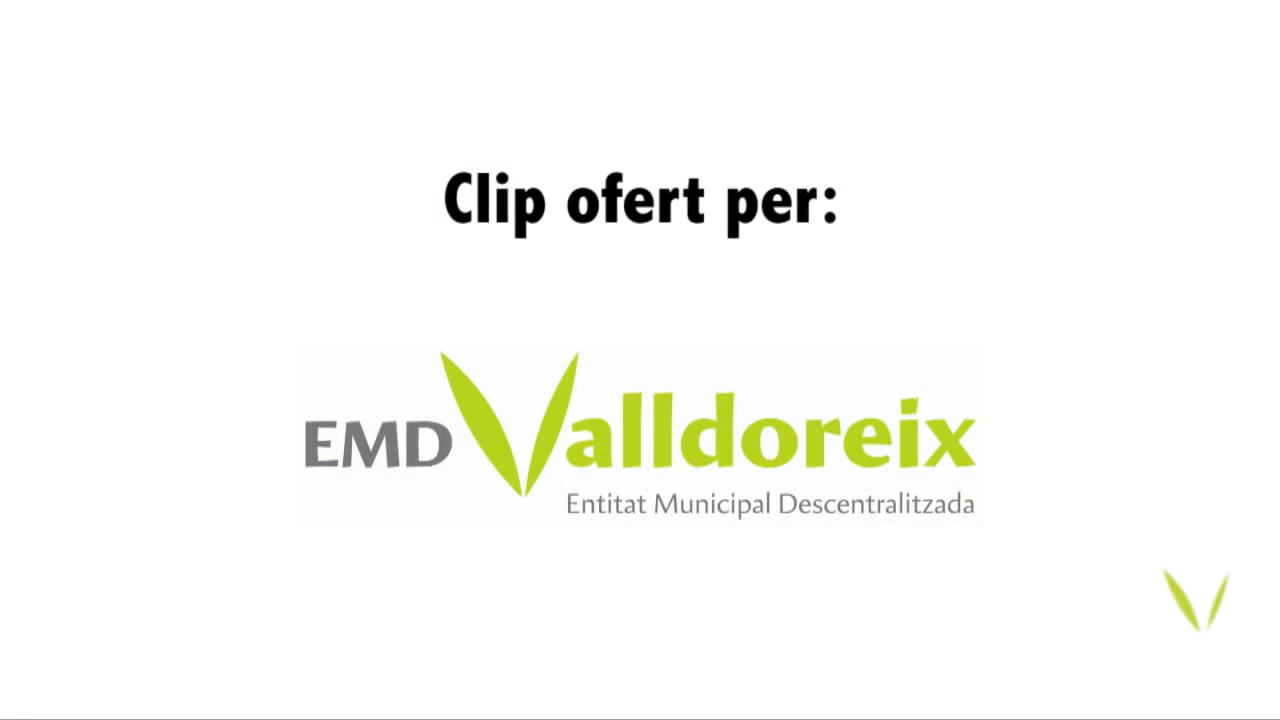 Clip ofert per:
EMD Valldoreix
Entitat Municipal Descentralitzada